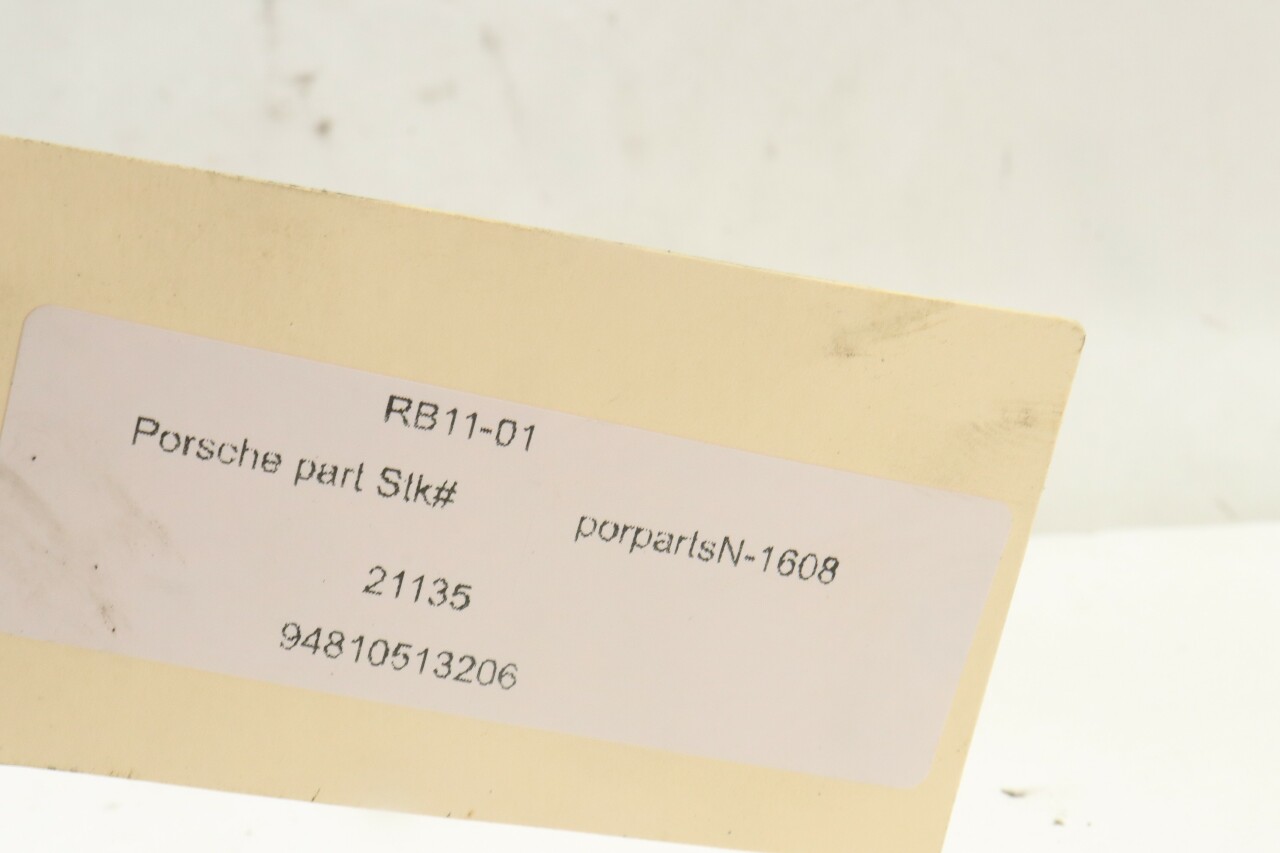 RB11-01
Porsche part Stk#
porpartsN-1608
21135
94810513206